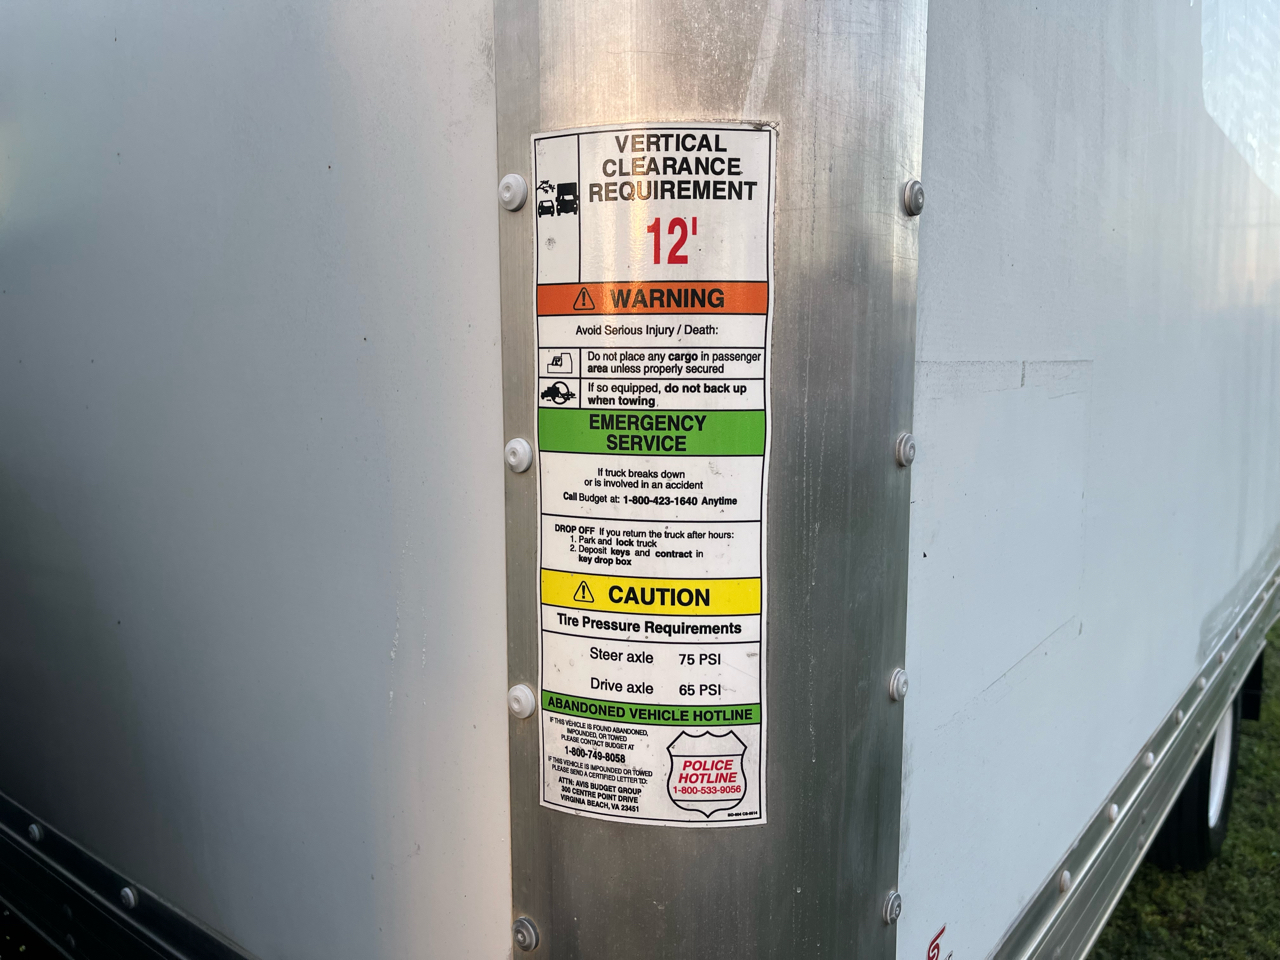 VERTICAL
CLEARANCE
REQUIREMENT
12'
WARNING
Avoid Serious Injury / Death:
Do not place any cargo in passenger
area unless properly secured
If so equipped, do not back up
when towing
EMERGENCY
SERVICE
If truck breaks down
or is involved in an accident
Call Budget at: 1-800-423-1640 Anytime
DROP OFF If you return the truck after hours:
1. Park and lock truck
2. Deposit keys and contract in
key drop box
CAUTION
Tire Pressure Requirements
Steer axle 75 PSI
Drive axle 65 PSI
ABANDONED VEHICLE HOTLINE
IF THIS VEHICLE IS FOUND ABANDONED,
IMPOUNDED, OR TOWED
PLEASE CONTACT BUDGET AT
1-800-749-8058
IF THIS VEHICLE IS IMPOUNDED OR TOWED
PLEASE SEND A CERTIFIED LETTER TO:
ATTN: AVIS BUDGET GROUP
300 CENTRE POINT DRIVE
VIRGINIA BEACH, VA 23451
POLICE
HOTLINE
1-800-533-9056